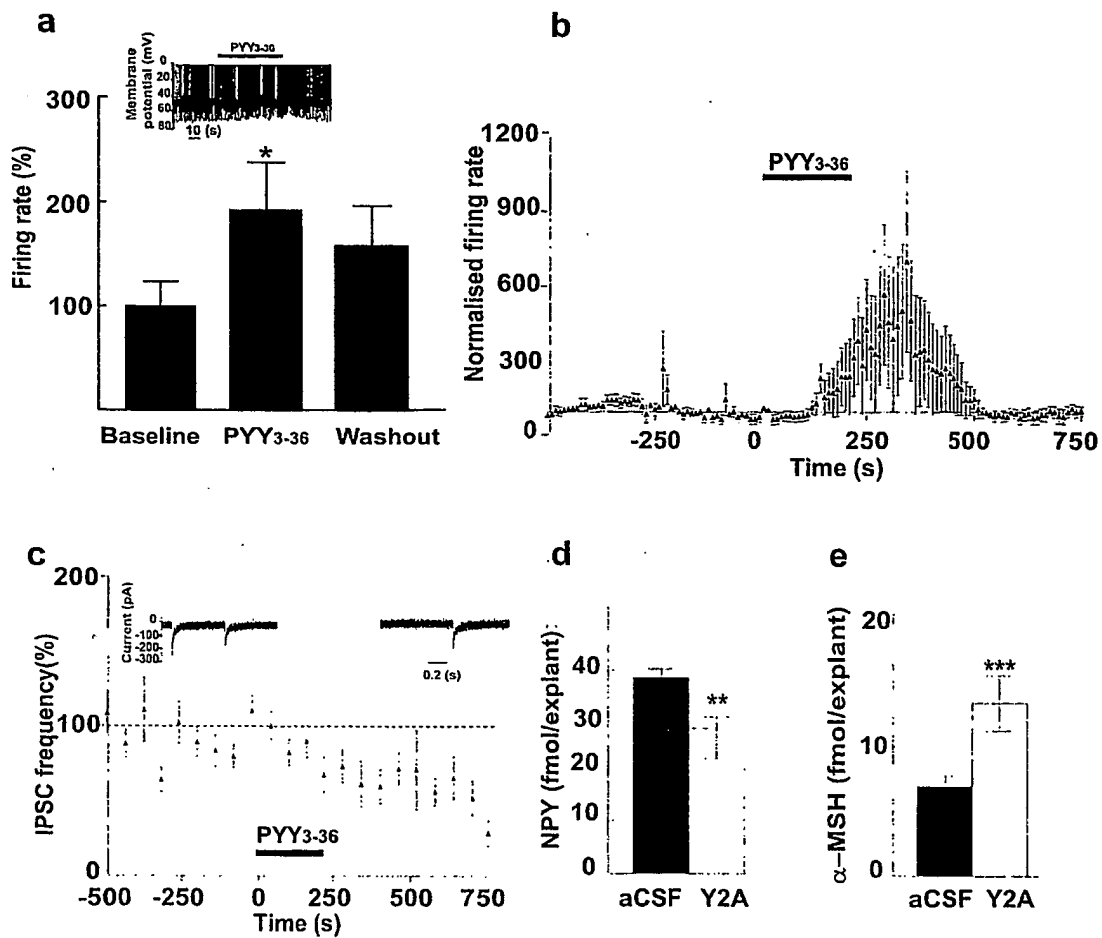 a
PYY3-36
Membrane
potential (mV)
0
20
40
60
80
10 (s)
Firing rate (%)
300
200
100
*
Baseline
PYY3-36
Washout
b
Normalised firing rate
1200
900
600
300
0
PYY3-36
-250
0
250
500
750
Time (s)
c
IPSC frequency(%)
200
100
0
Current (pA)
0
-100
-200
-300
0.2 (s)
PYY3-36
-500
-250
0
250
500
750
Time (s)
d
NPY (fmol/explant)
40
30
20
10
0
**
aCSF
Y2A
e
α-MSH (fmol/explant)
20
10
0
***
aCSF
Y2A